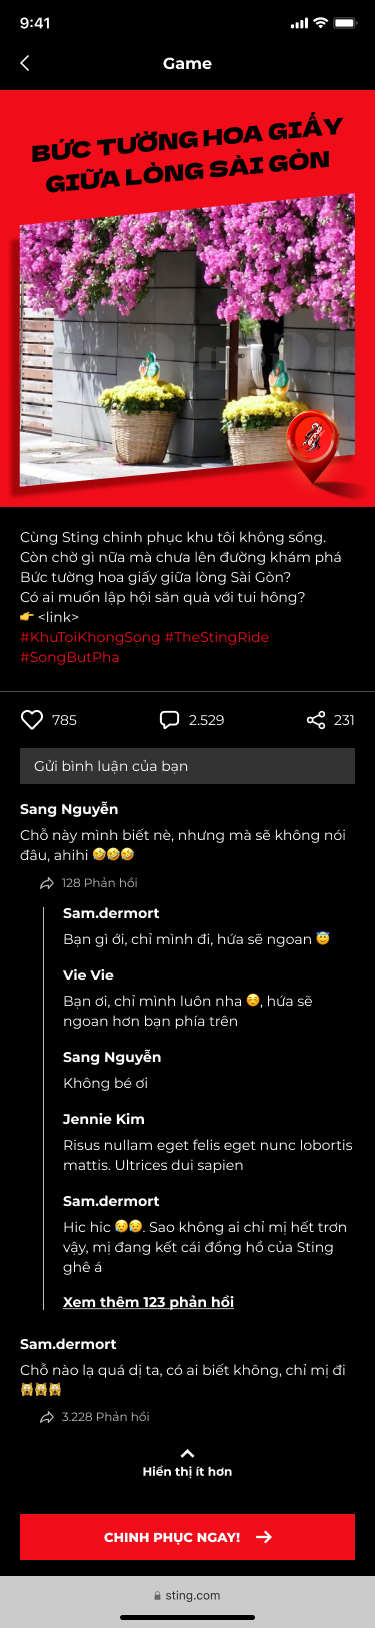 9:41
Game
BỨC TƯỜNG HOA GIẤY
GIỮA LÒNG SÀI GÒN
Cùng Sting chinh phục khu tôi không sống.
Còn chờ gì nữa mà chưa lên đường khám phá
Bức tường hoa giấy giữa lòng Sài Gòn?
Có ai muốn lập hội săn quà với tui hông?
👉 <link>
#KhuToiKhongSong #TheStingRide
#SongButPha
785
2.529
231
Gửi bình luận của bạn
Sang Nguyễn
Chỗ này mình biết nè, nhưng mà sẽ không nói
đâu, ahihi 🤣🤣🤣
128 Phản hồi
Sam.dermort
Bạn gì ới, chỉ mình đi, hứa sẽ ngoan 😇
Vie Vie
Bạn ơi, chỉ mình luôn nha ☺️, hứa sẽ
ngoan hơn bạn phía trên
Sang Nguyễn
Không bé ơi
Jennie Kim
Risus nullam eget felis eget nunc lobortis
mattis. Ultrices dui sapien
Sam.dermort
Hic hic 😥😥. Sao không ai chỉ mị hết trơn
vậy, mị đang kết cái đồng hồ của Sting
ghê á
Xem thêm 123 phản hồi
Sam.dermort
Chỗ nào lạ quá dị ta, có ai biết không, chỉ mị đi
🙀🙀🙀
3.228 Phản hồi
Hiển thị ít hơn
CHINH PHỤC NGAY!
sting.com